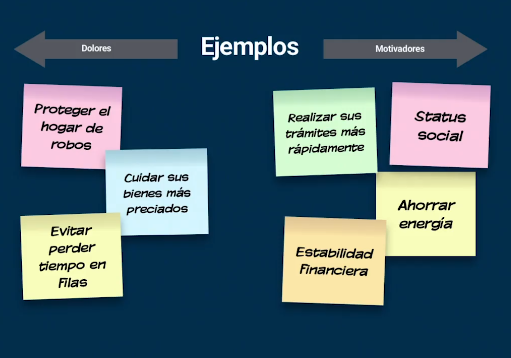 Dolores
Ejemplos
Motivadores
Proteger el
hogar de
robos
Cuidar sus
bienes más
preciados
Evitar
perder
tiempo en
Filas
Realizar sus
trámites más
rápidamente
Status
social
Ahorrar
energía
Estabilidad
Financiera